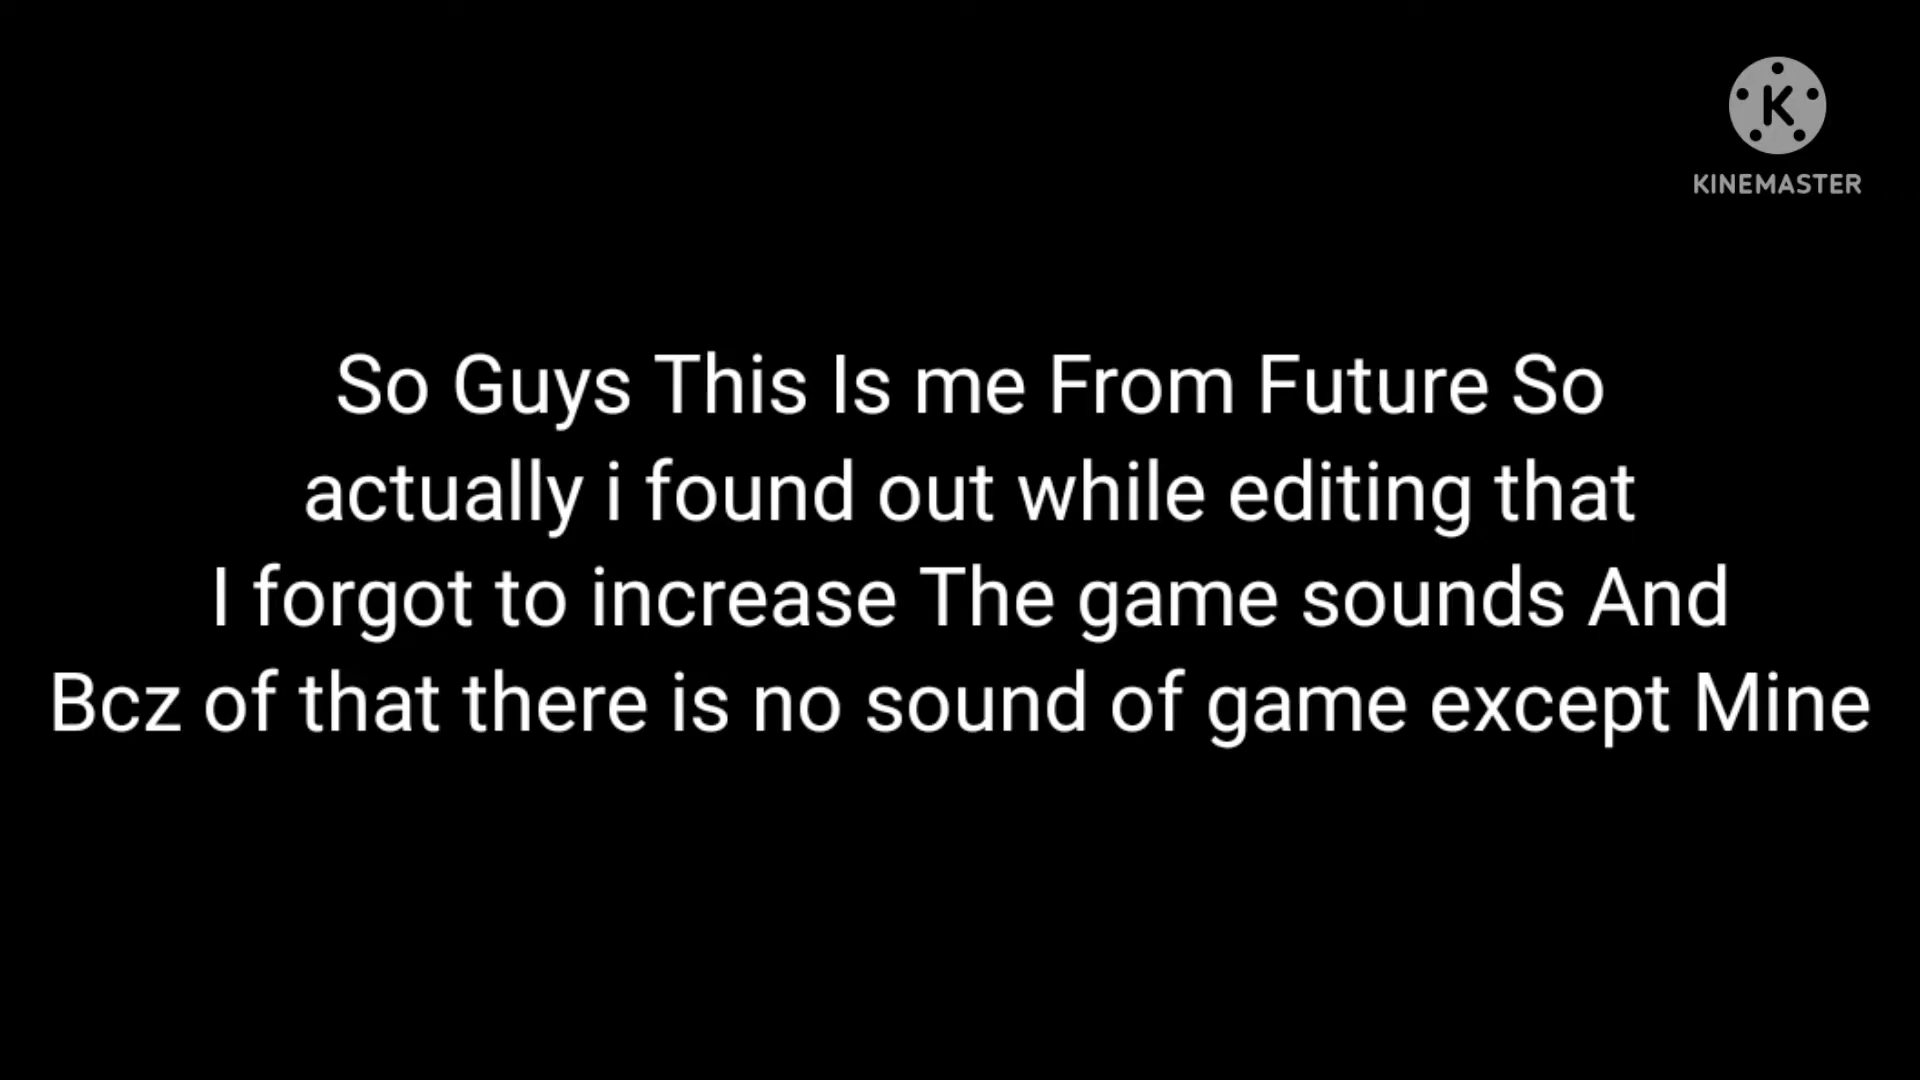 K
KINEMASTER
So Guys This Is me From Future So
actually i found out while editing that
I forgot to increase The game sounds And
Bcz of that there is no sound of game except Mine